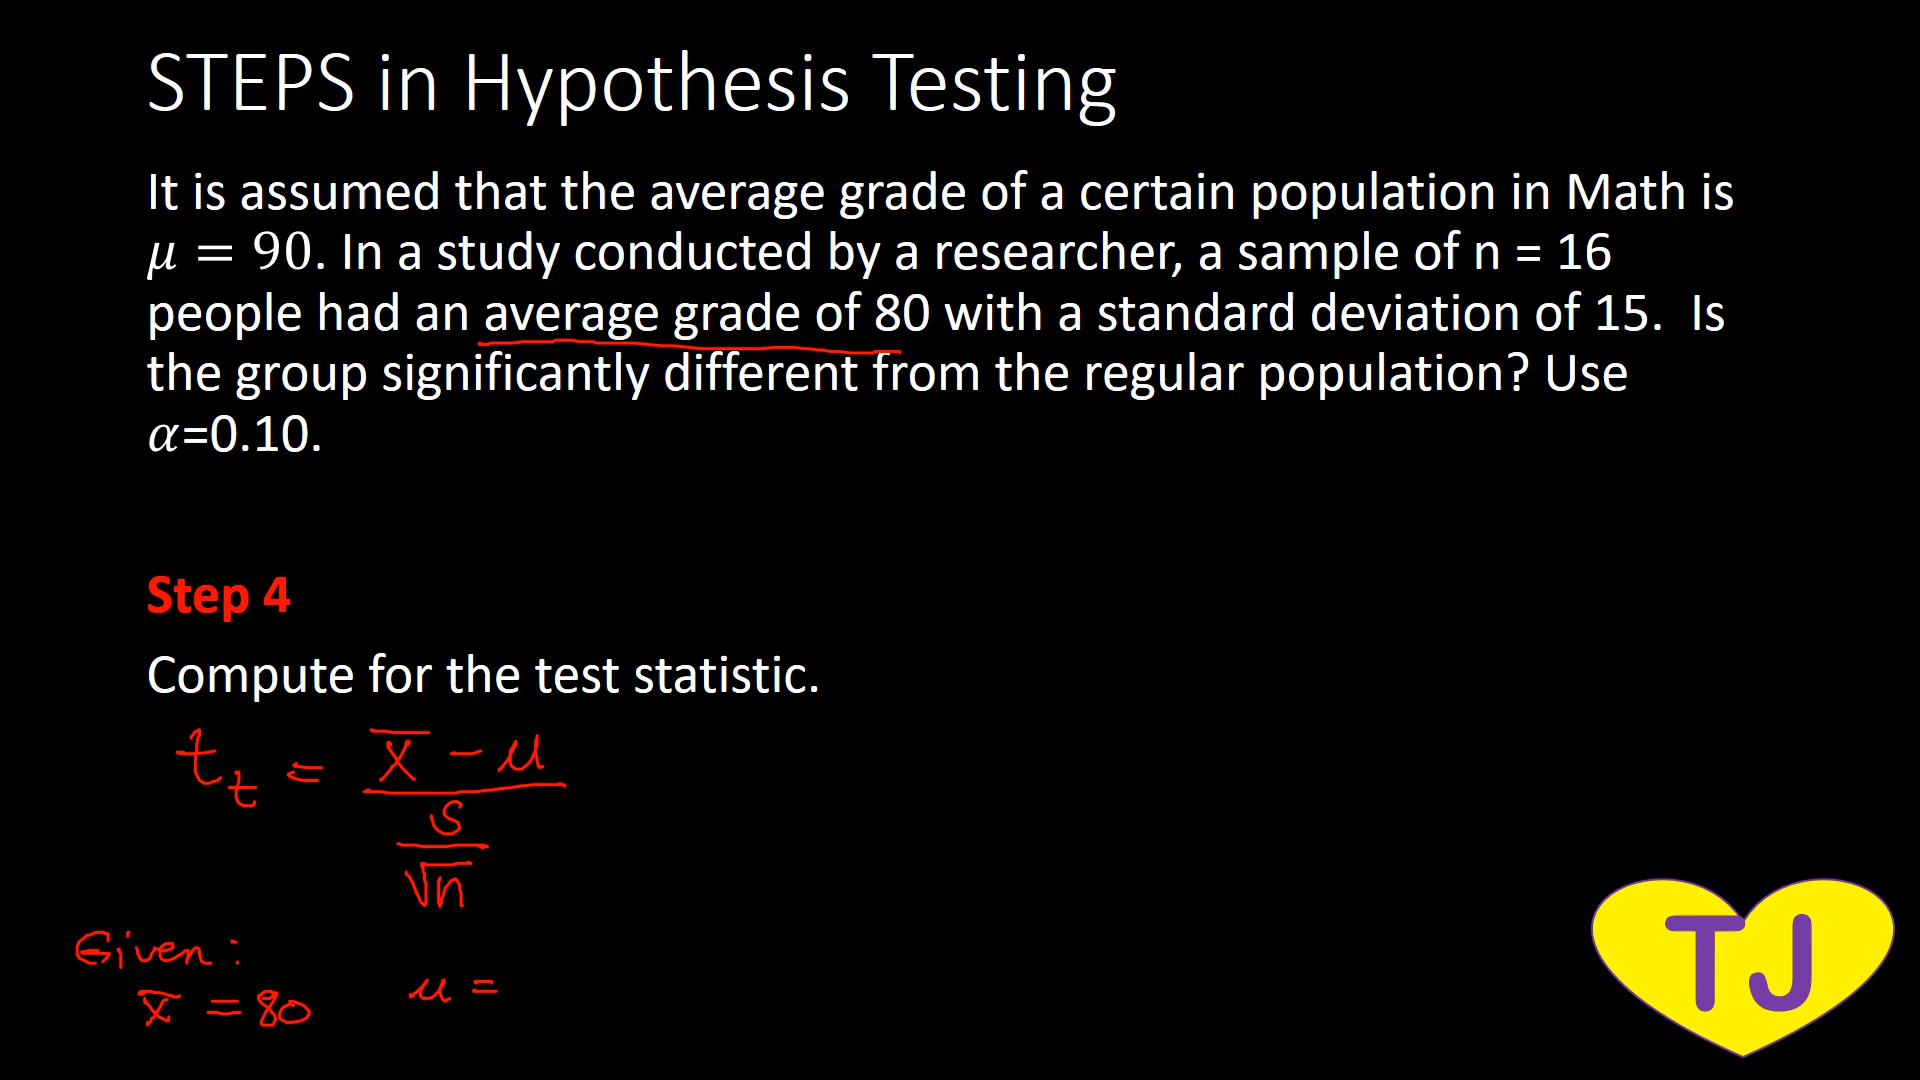 STEPS in Hypothesis Testing
It is assumed that the average grade of a certain population in Math is
𝜇 = 90. In a study conducted by a researcher, a sample of n = 16
people had an average grade of 80 with a standard deviation of 15.  Is
the group significantly different from the regular population? Use
𝛼=0.10.
Step 4
Compute for the test statistic.
t_t = (x̄ - μ) / (s / √n)
Given:
x̄ = 80 μ =
TJ